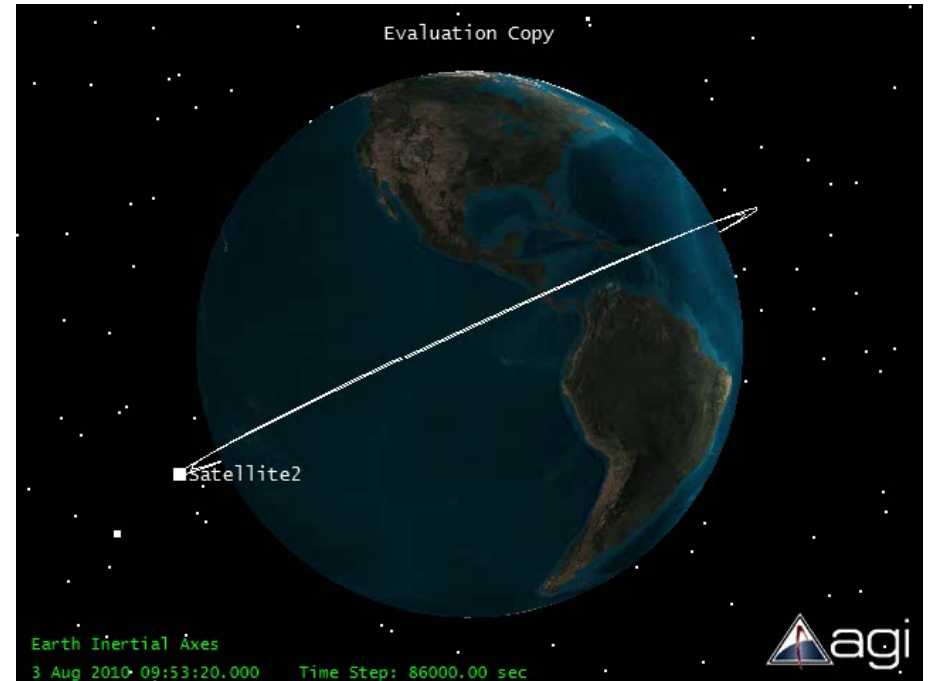 Evaluation Copy
Satellite2
Earth Inertial Axes
3 Aug 2010 09:53:20.000 Time Step: 86000.00 sec
agi